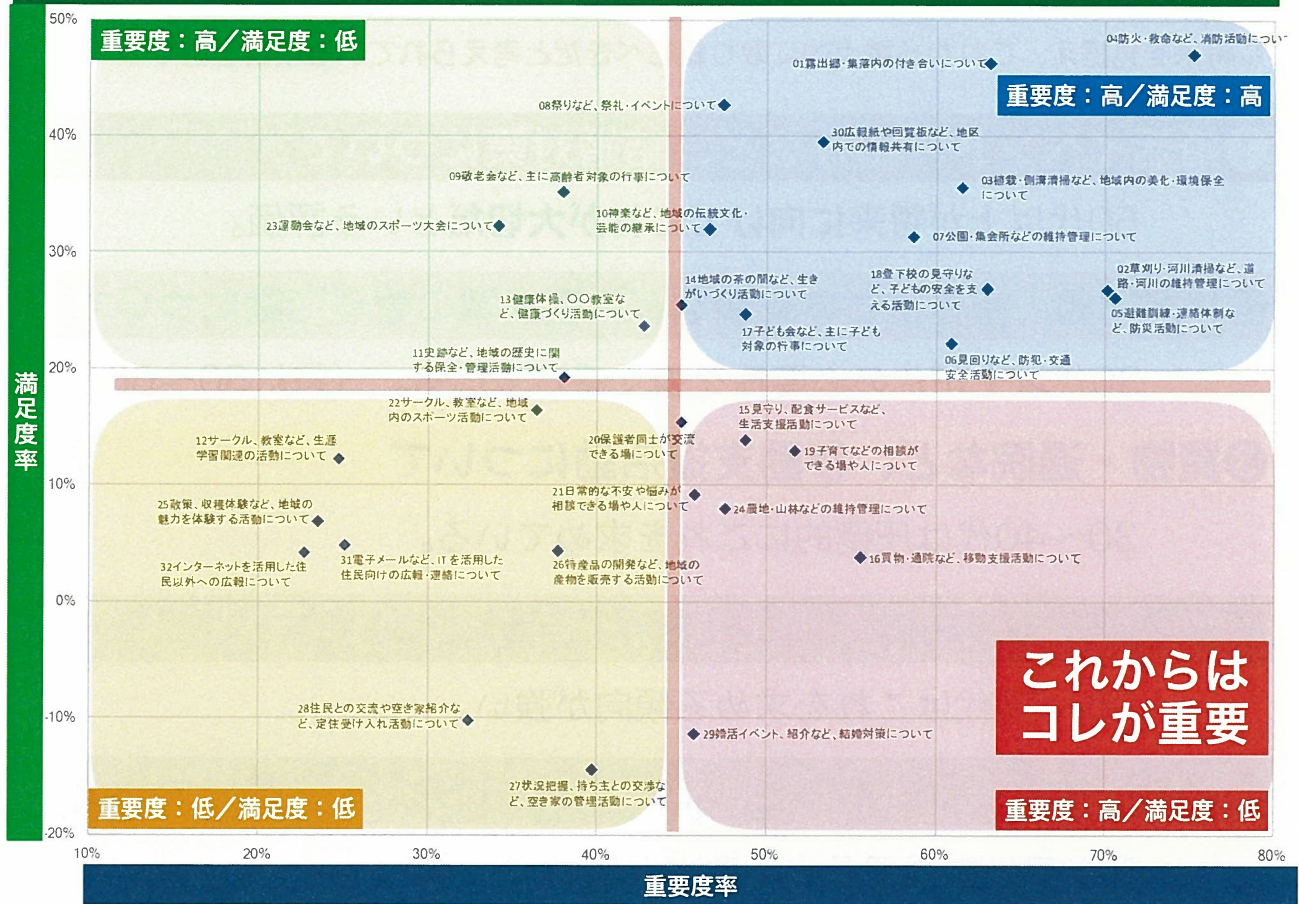 50%
重要度：高／満足度：低
04防火・救命など、消防活動につい
01靄出郷・集落内の付き合いについて
重要度：高／満足度：高
08祭りなど、祭礼・イベントについて
40%
30広報紙や回覧板など、地区
内での情報共有について
09敬老会など、主に高齢者対象の行事について
03植栽・側溝清掃など、地域内の美化・環境保全
について
10神楽など、地域の伝統文化・
芸能の継承について
23運動会など、地域のスポーツ大会について
07公園・集会所などの維持管理について
30%
02草刈り・河川清掃など、道
路・河川の維持管理について
18登下校の見守りな
ど、子どもの安全を支
える活動について
14地域の茶の間など、生き
がいづくり活動について
13健康体操、〇〇教室な
ど、健康づくり活動について
05避難訓練・連絡体制な
ど、防災活動について
17子ども会など、主に子ども
対象の行事について
11史跡など、地域の歴史に関
する保全・管理活動について
06見回りなど、防犯・交通
安全活動について
20%
満足度率
22サークル、教室など、地域
内のスポーツ活動について
15見守り、配食サービスなど、
生活支援活動について
12サークル、教室など、生涯
学習関連の活動について
20保護者同士が交流
できる場について
19子育てなどの相談が
できる場や人について
10%
21日常的な不安や悩みが
相談できる場や人について
25散策、収穫体験など、地域の
魅力を体験する活動について
24農地・山林などの維持管理について
32インターネットを活用した住
民以外への広報について
31電子メールなど、ITを活用した
住民向けの広報・連絡について
26特産品の開発など、地域の
産物を販売する活動について
16買物・通院など、移動支援活動について
0%
これからは
コレが重要
28住民との交流や空き家紹介な
ど、定住受け入れ活動について
-10%
29婚活イベント、紹介など、結婚対策について
27状況把握、持ち主との交渉な
ど、空き家の管理活動について
重要度：低／満足度：低
重要度：高／満足度：低
-20%
10%
20%
30%
40%
50%
60%
70%
80%
重要度率